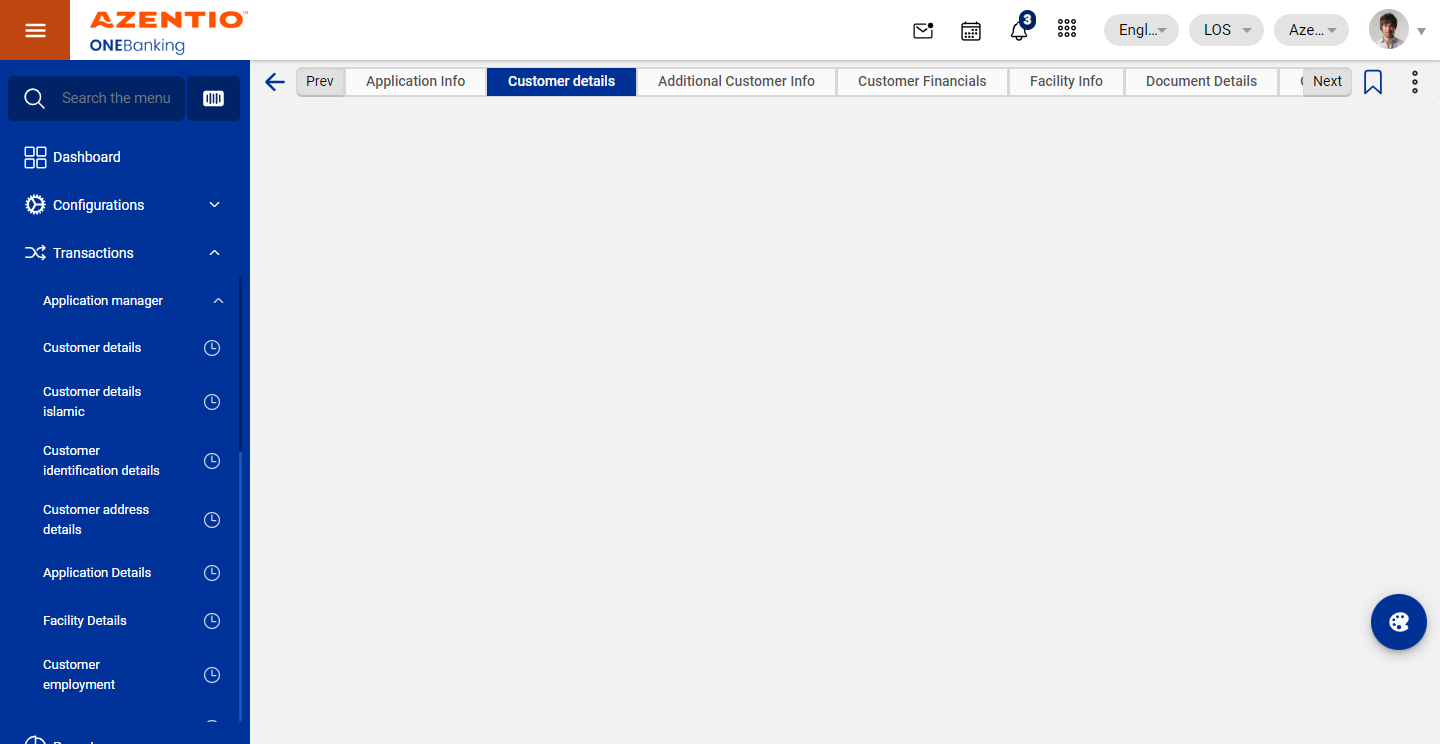 AZENTIO™
ONEBanking
3
Engl...
LOS
Aze...
Search the menu
Dashboard
Configurations
Transactions
Application manager
Customer details
Customer details
islamic
Customer
identification details
Customer address
details
Application Details
Facility Details
Customer
employment
Prev
Application Info
Customer details
Additional Customer Info
Customer Financials
Facility Info
Document Details
Next